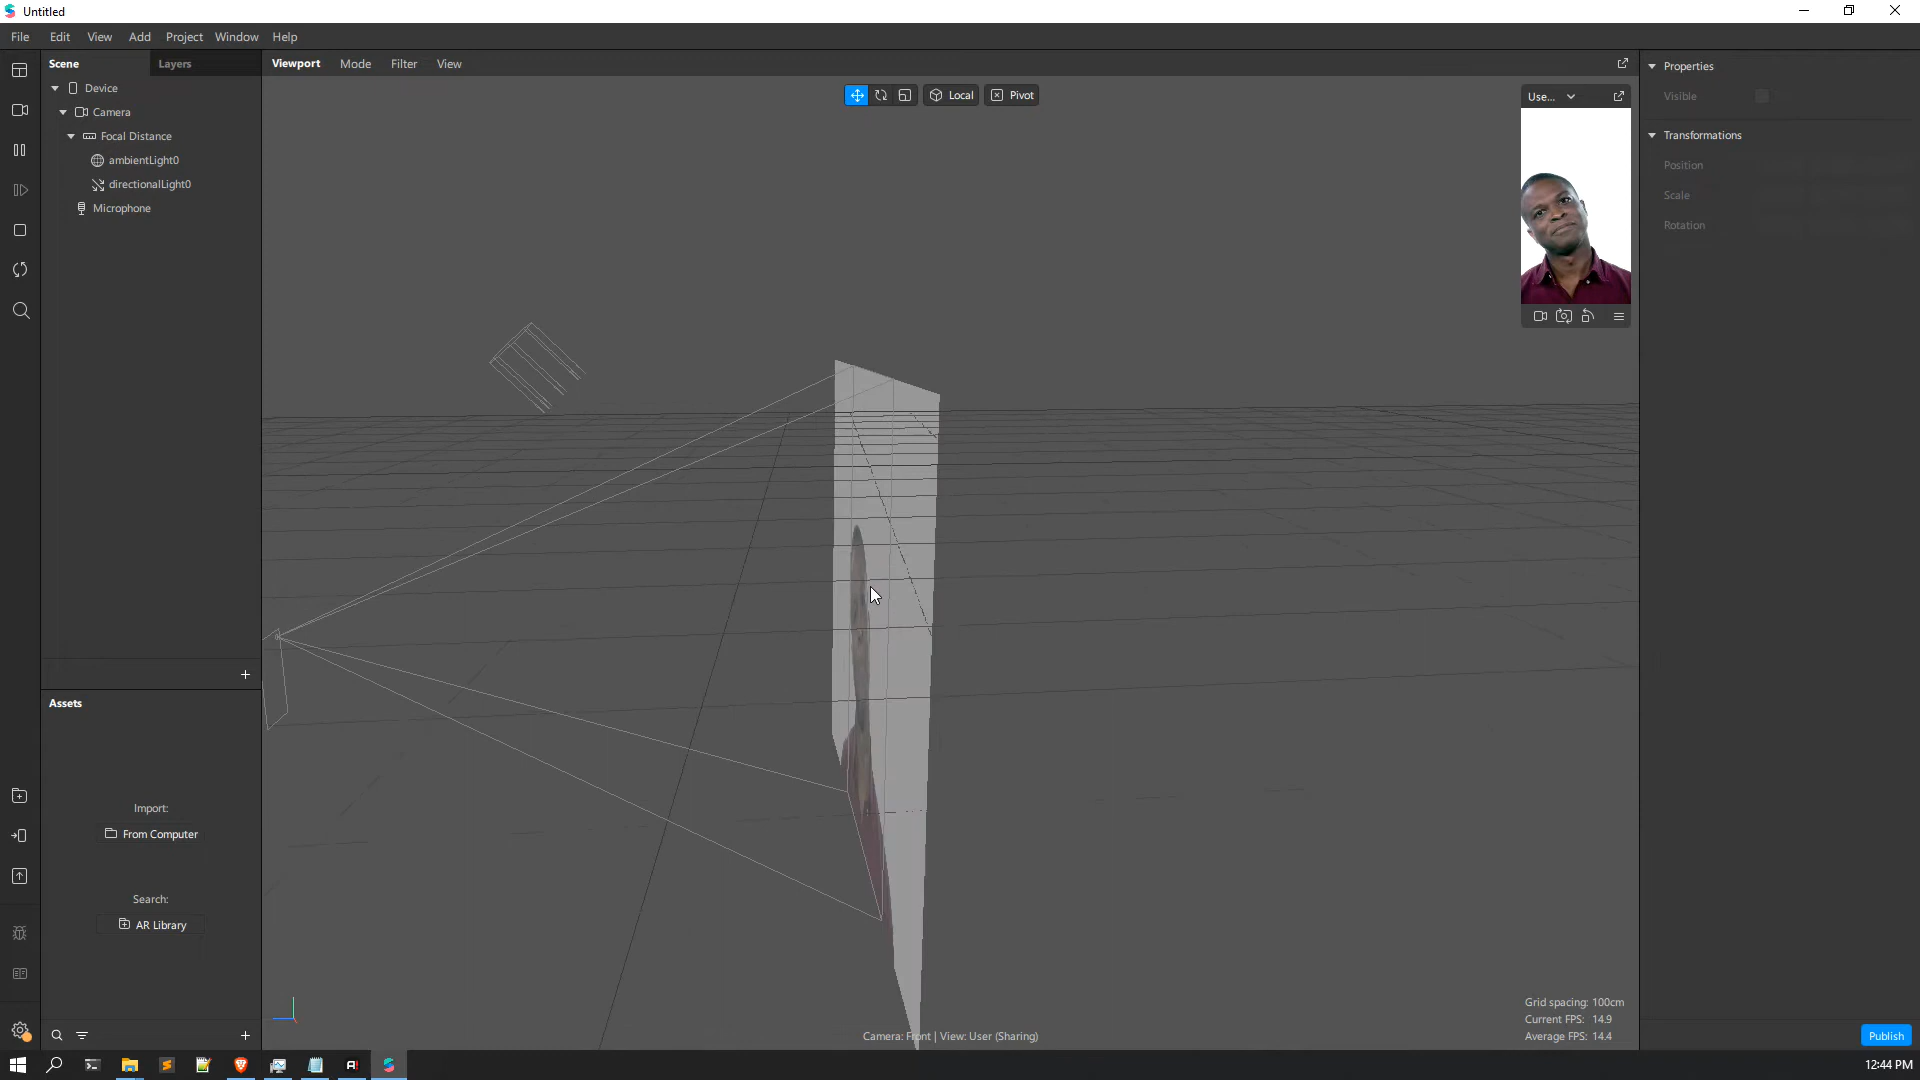 Untitled
File Edit View Add Project Window Help
Scene Layers
Viewport Mode Filter View
Properties
Device
Camera
Focal Distance
ambientLight0
directionalLight0
Microphone
Local Pivot
Use...
Visible
Transformations
Position
Scale
Rotation
Assets
Import:
From Computer
Search:
AR Library
Grid spacing: 100cm
Current FPS: 14.9
Average FPS: 14.4
Camera: Front | View: User (Sharing)
Publish
12:44 PM